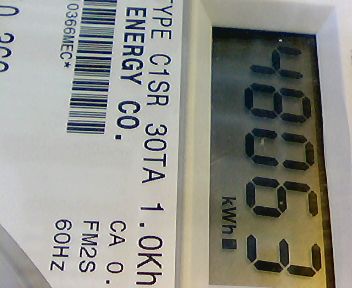 48063
kWh
TYPE C1SR 30TA 1.0Kh
ENERGY CO.
CA 0.
FM2S
60Hz
0366MEC*